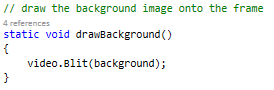 // draw the background image onto the frame
4 references
static void drawBackground()
{
    video.Blit(background);
}